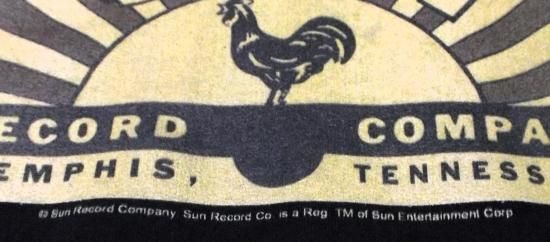 ECORD COMPA
EMPHIS, TENNESS
© Sun Record Company Sun Record Co is a Reg TM of Sun Entertainment Corp